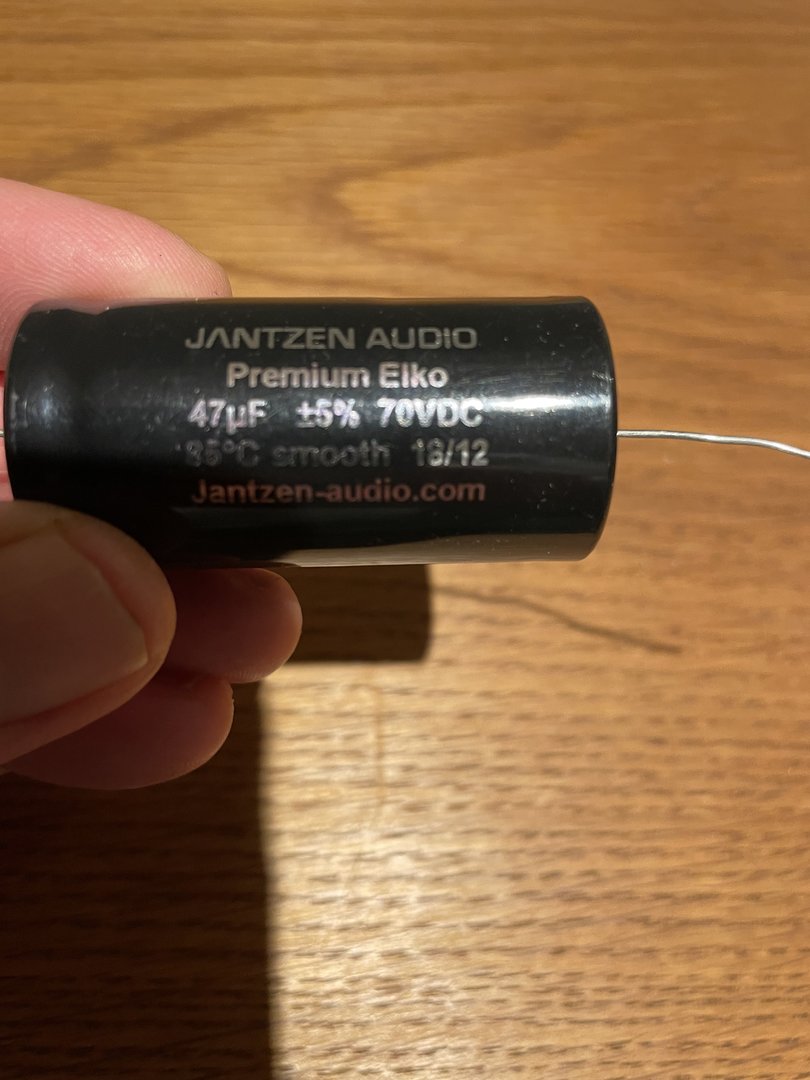 JANTZEN AUDIO
Premium Elko
47µF ±5% 70VDC
85°C smooth 18/12
Jantzen-audio.com